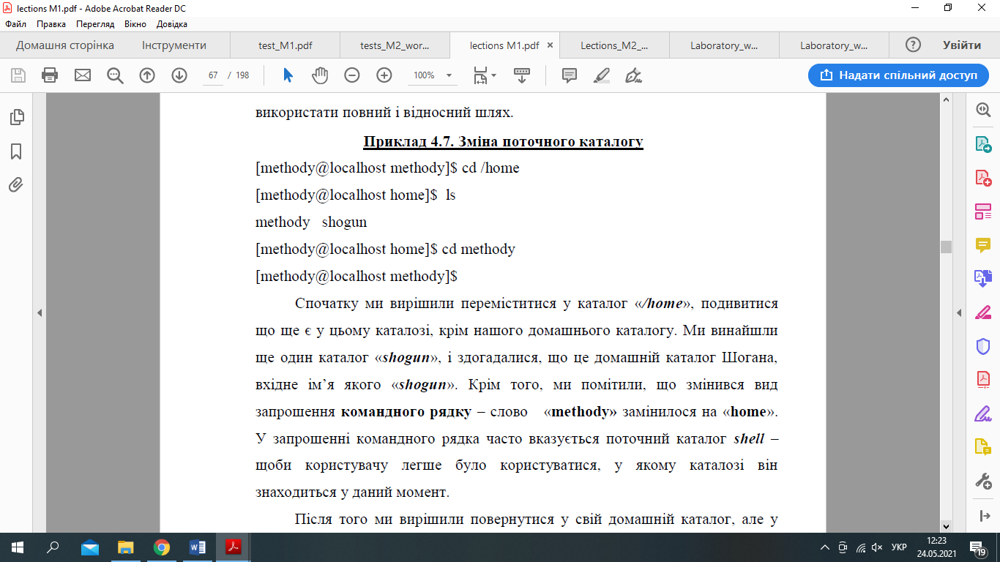 lections M1.pdf - Adobe Acrobat Reader DC
Файл Правка Перегляд Вікно Довідка
Домашня сторінка Інструменти test_M1.pdf tests_M2_wor... lections M1.pdf Lections_M2_... Laboratory_w... Laboratory_w... Увійти
67 / 198 100% Надати спільний доступ
використати повний і відносний шлях.
Приклад 4.7. Зміна поточного каталогу
[methody@localhost methody]$ cd /home
[methody@localhost home]$ ls
methody shogun
[methody@localhost home]$ cd methody
[methody@localhost methody]$
Спочатку ми вирішили переміститися у каталог «/home», подивитися
що ще є у цьому каталозі, крім нашого домашнього каталогу. Ми винайшли
ще один каталог «shogun», і здогадалися, що це домашній каталог Шогана,
вхідне ім’я якого «shogun». Крім того, ми помітили, що змінився вид
запрошення командного рядку – слово «methody» замінилося на «home».
У запрошенні командного рядка часто вказується поточний каталог shell –
щоби користувачу легше було користуватися, у якому каталозі він
знаходиться у даний момент.
Після того ми вирішили повернутися у свій домашній каталог, але у
УКР
12:23
24.05.2021
19